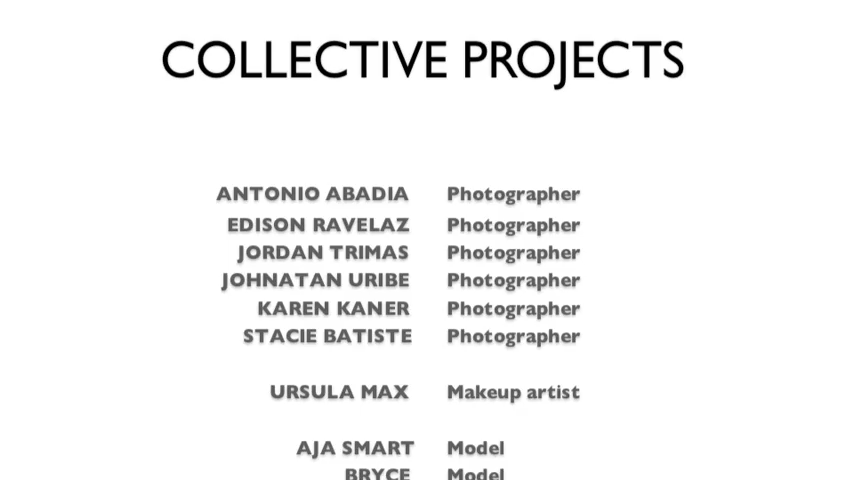 COLLECTIVE PROJECTS
ANTONIO ABADIA Photographer
EDISON RAVELAZ Photographer
JORDAN TRIMAS Photographer
JOHNATAN URIBE Photographer
KAREN KANER Photographer
STACIE BATISTE Photographer
URSULA MAX Makeup artist
AJA SMART Model
BRYCE Model